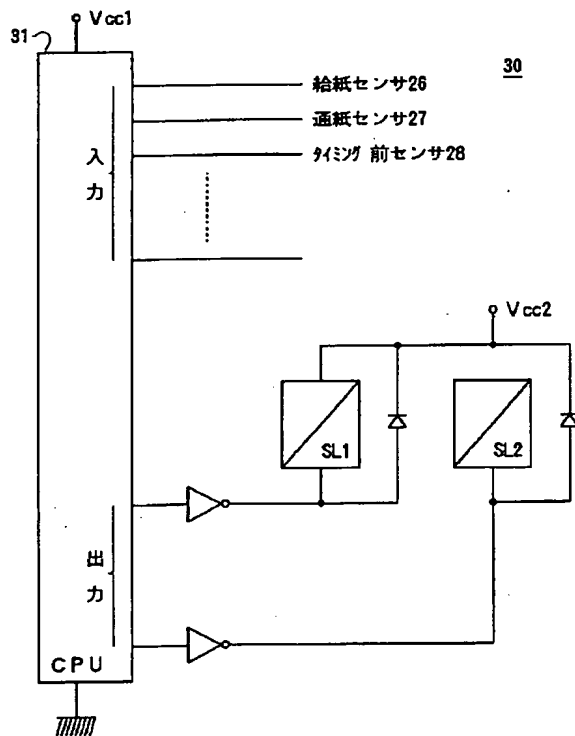 31
Vcc1
30
給紙センサ26
通紙センサ27
タイミング 前センサ28
入力
Vcc2
SL1
SL2
出力
CPU